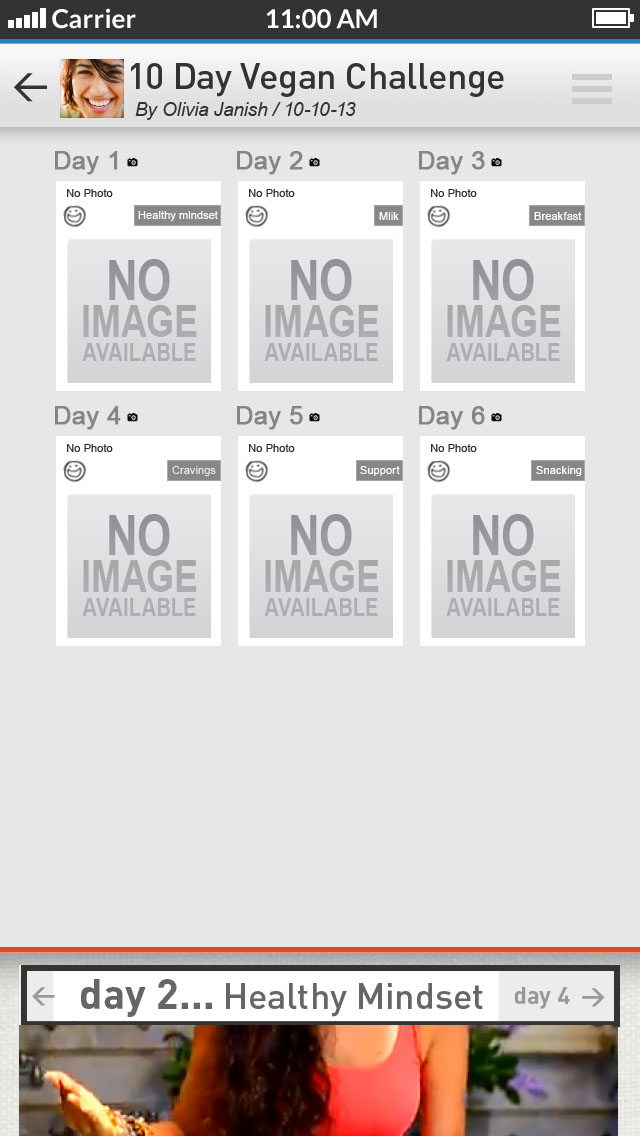 Carrier 11:00 AM
10 Day Vegan Challenge
By Olivia Janish / 10-10-13
Day 1 Day 2 Day 3
No Photo No Photo No Photo
Healthy mIndset Mlik Breakfast
NO NO NO
IMAGE IMAGE IMAGE
AVAILABLE AVAILABLE AVAILABLE
Day 4 Day 5 Day 6
No Photo No Photo No Photo
Cravings Support Snacking
NO NO NO
IMAGE IMAGE IMAGE
AVAILABLE AVAILABLE AVAILABLE
day 2... Healthy Mindset day 4